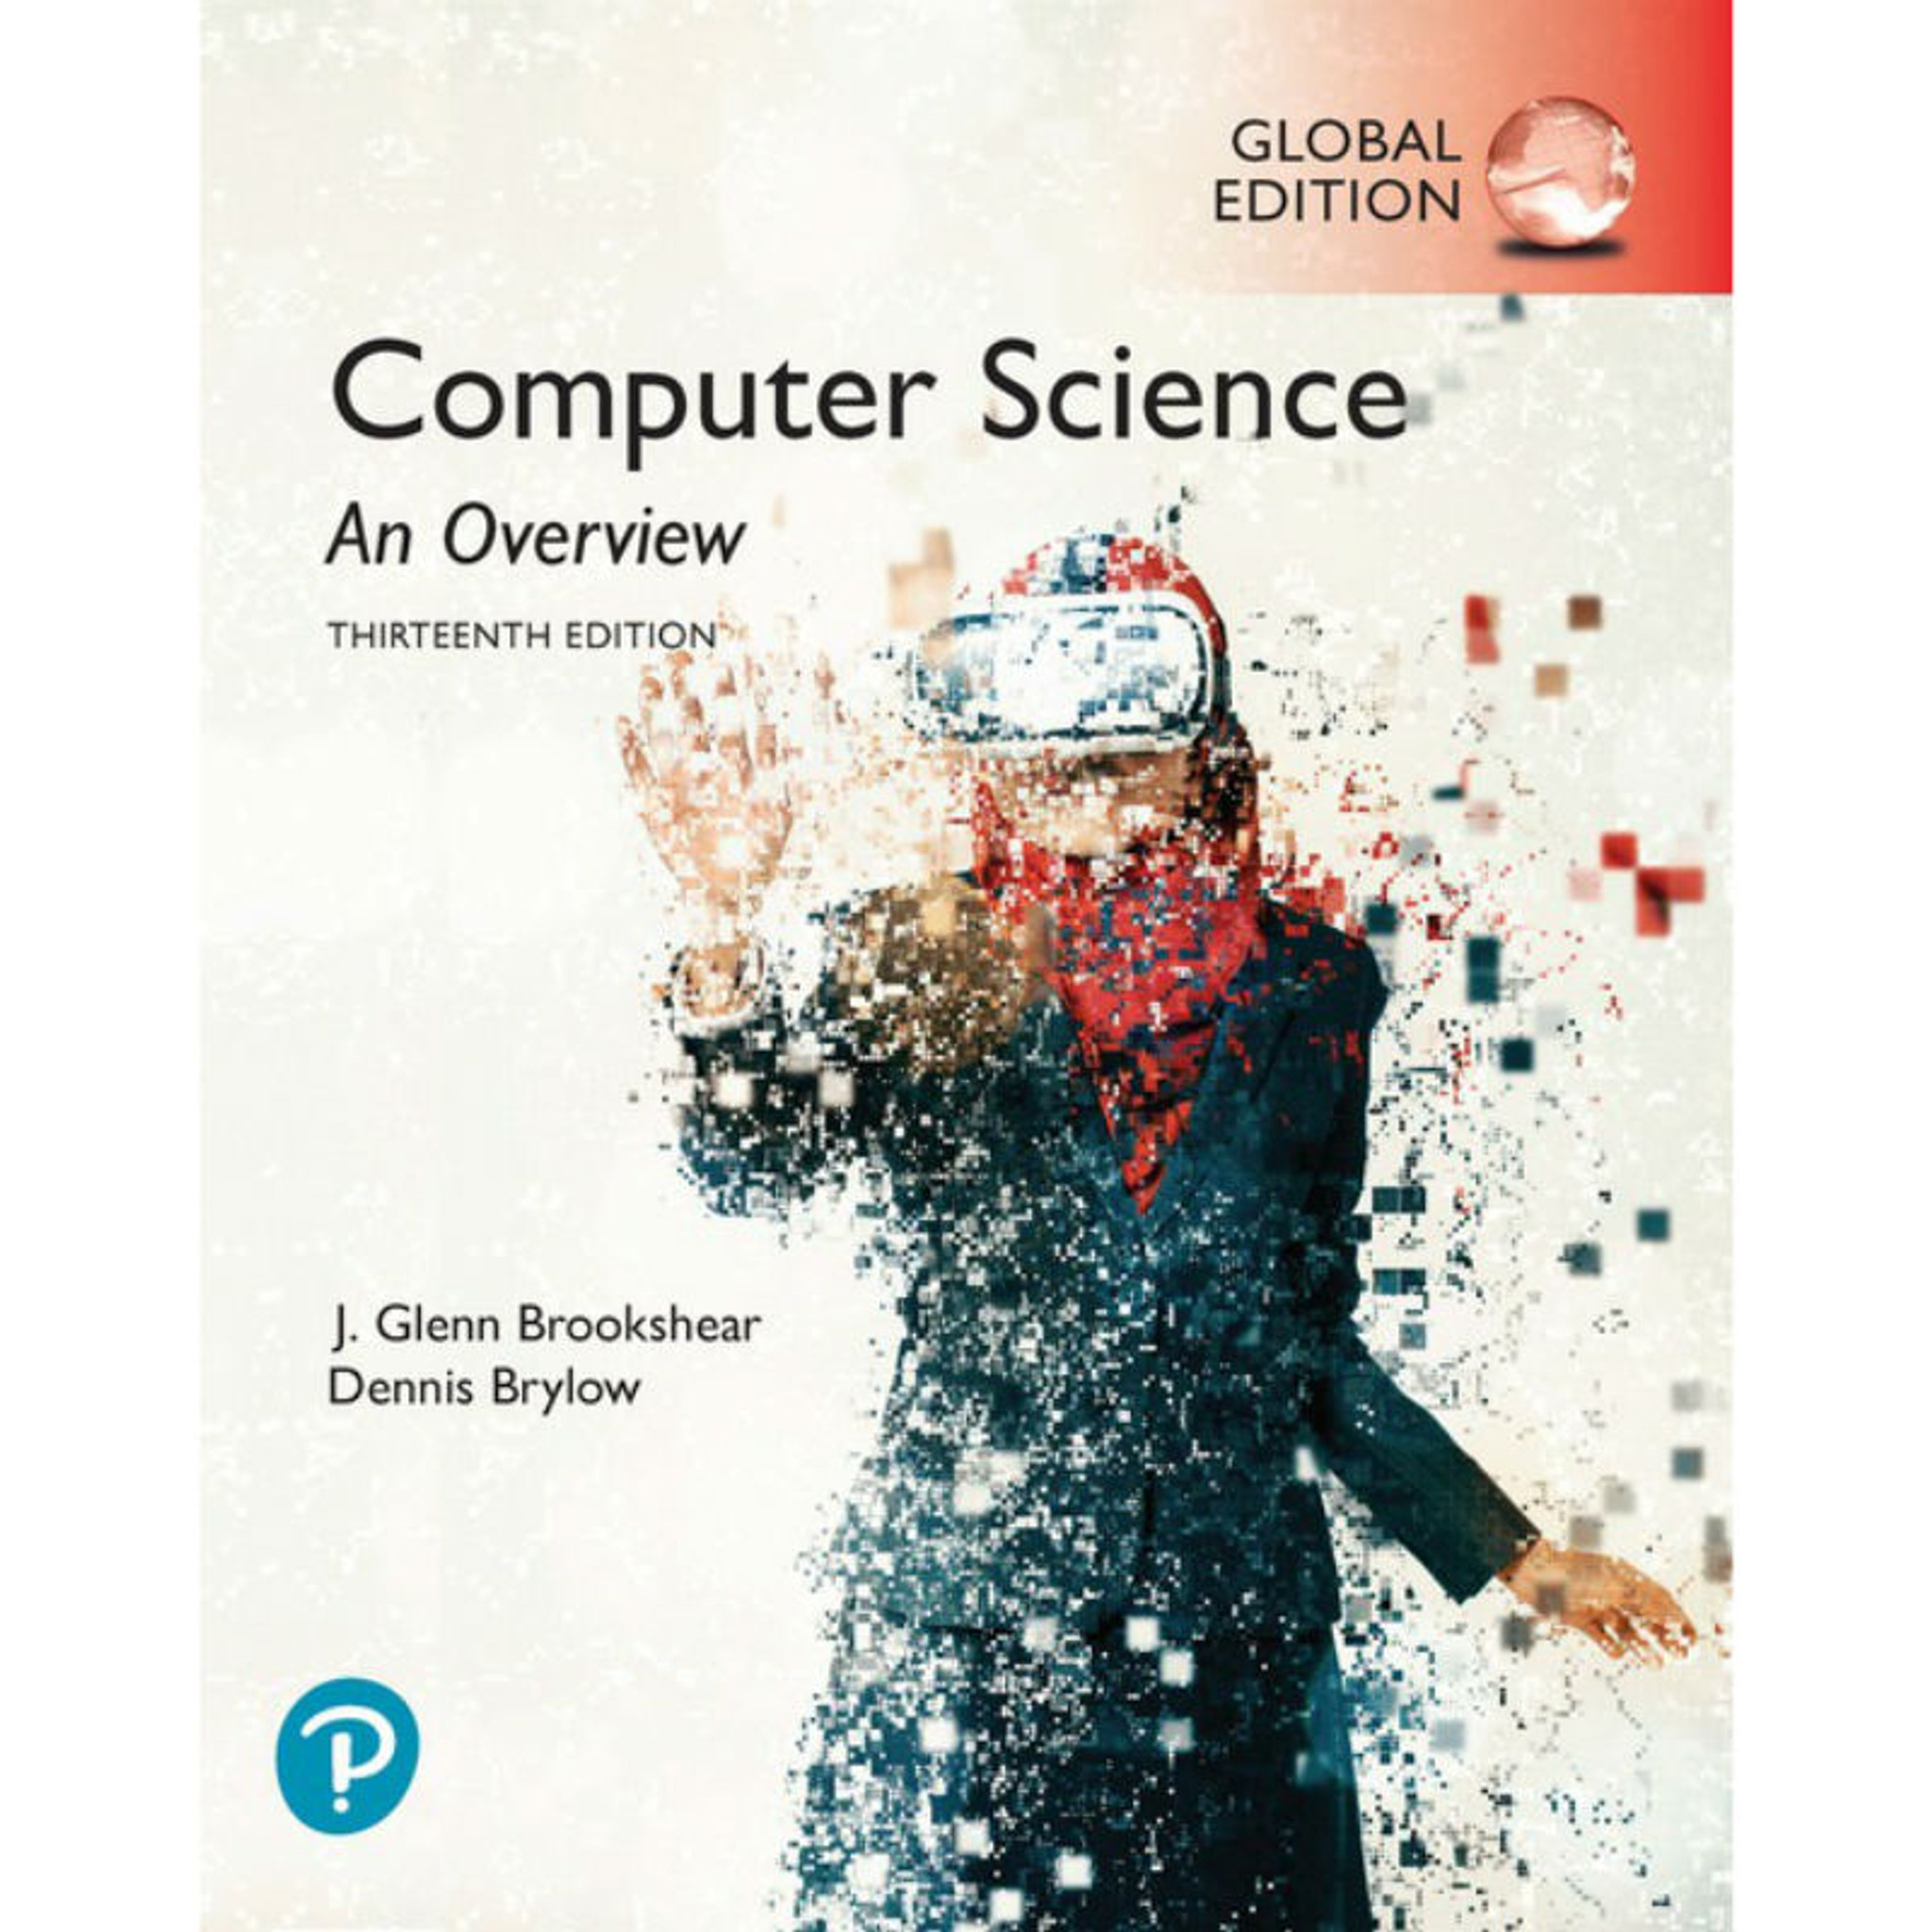 GLOBAL
EDITION
Computer Science
An Overview
THIRTEENTH EDITION
J. Glenn Brookshear
Dennis Brylow